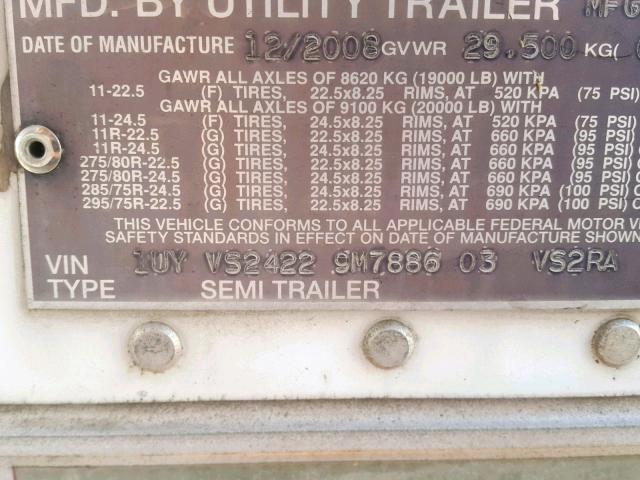 MFD. BY UTILITY TRAILER MFG
DATE OF MANUFACTURE 12/2008 GVWR 29.500 KG(
GAWR ALL AXLES OF 8620 KG (19000 LB) WITH
11-22.5 (F) TIRES, 22.5x8.25 RIMS, AT 520 KPA (75 PSI)
GAWR ALL AXLES OF 9100 KG (20000 LB) WITH
11-24.5 (F) TIRES, 24.5x8.25 RIMS, AT 520 KPA (75 PSI)
11R-22.5 (G) TIRES, 22.5x8.25 RIMS, AT 660 KPA (95 PSI)
11R-24.5 (G) TIRES, 24.5x8.25 RIMS, AT 660 KPA (95 PSI)
275/80R-22.5 (G) TIRES, 22.5x8.25 RIMS, AT 660 KPA (95 PSI)
275/80R-24.5 (G) TIRES, 24.5x8.25 RIMS, AT 660 KPA (95 PSI)
285/75R-24.5 (G) TIRES, 24.5x8.25 RIMS, AT 690 KPA (100 PSI) C
295/75R-22.5 (G) TIRES, 22.5x8.25 RIMS, AT 690 KPA (100 PSI) C
THIS VEHICLE CONFORMS TO ALL APPLICABLE FEDERAL MOTOR V
SAFETY STANDARDS IN EFFECT ON DATE OF MANUFACTURE SHOWN
VIN 1UY VS2422 9M7886 03 VS2RA
TYPE SEMI TRAILER